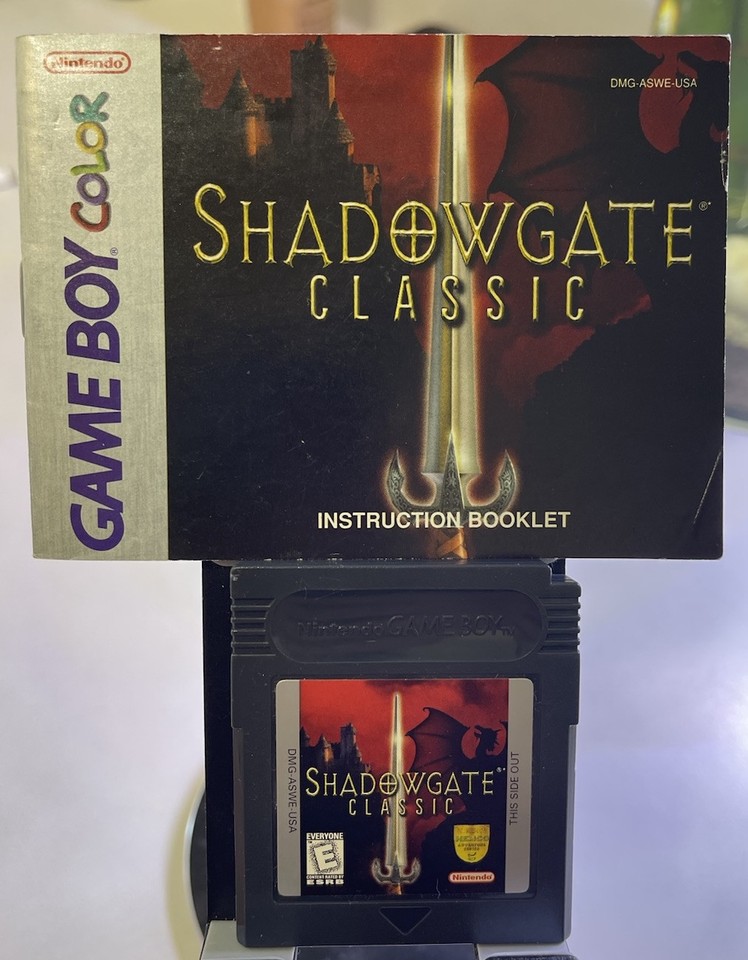 Nintendo®
GAME BOY® COLOR
DMG-ASWE-USA
SHADOWGATE®
CLASSIC
INSTRUCTION BOOKLET
Nintendo GAME BOY TM
DMG-ASWE-USA
THIS SIDE OUT
SHADOWGATE®
CLASSIC
EVERYONE
E
CONTENT RATED BY
ESRB
Nintendo